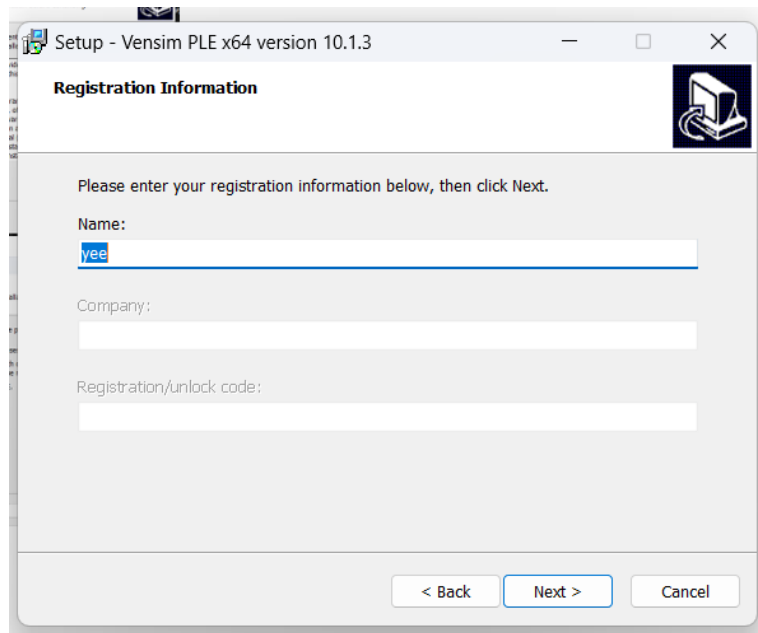 Setup - Vensim PLE x64 version 10.1.3
Registration Information
Please enter your registration information below, then click Next.
Name:
yee
Company:
Registration/unlock code:
< Back
Next >
Cancel